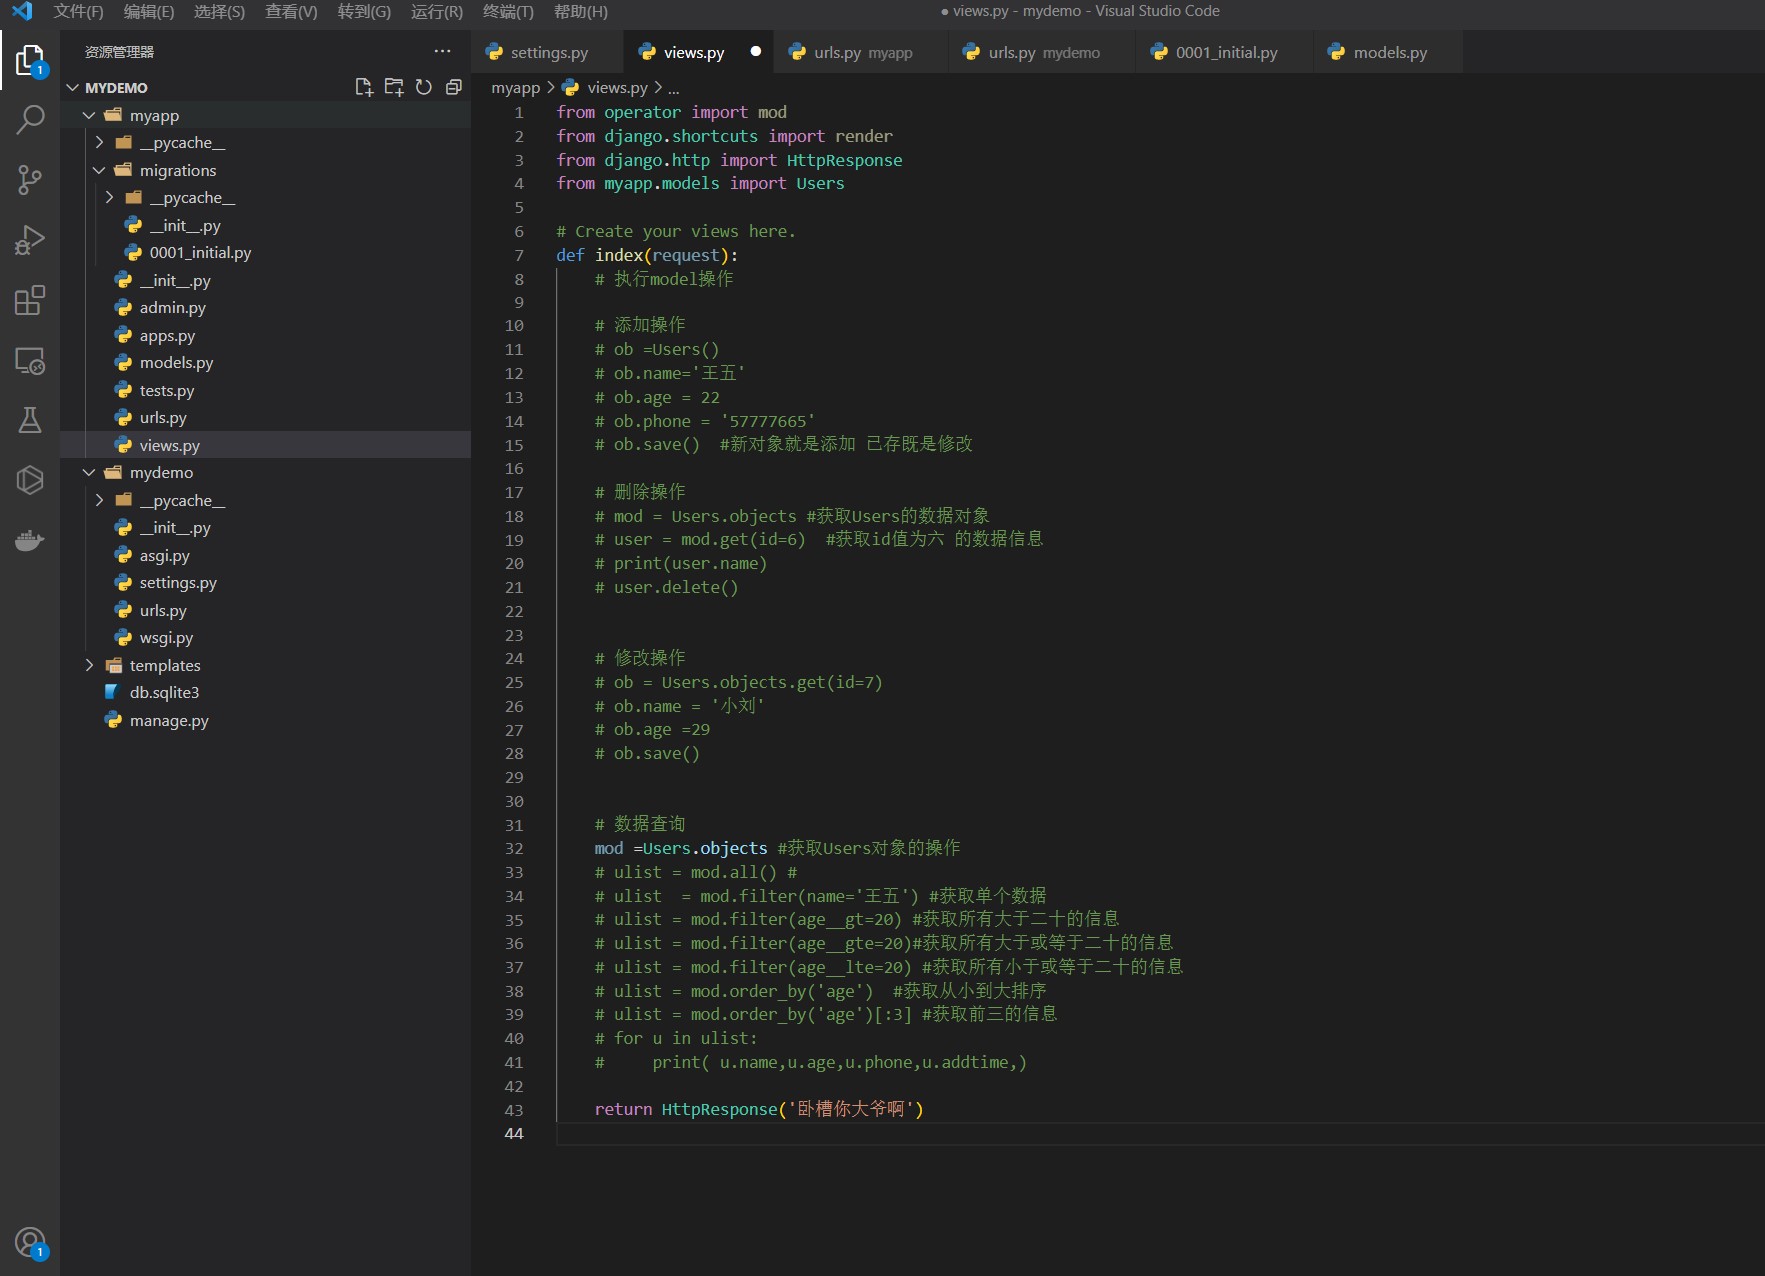 文件(F) 编辑(E) 选择(S) 查看(V) 转到(G) 运行(R) 终端(T) 帮助(H)
● views.py - mydemo - Visual Studio Code
资源管理器 ···
MYDEMO
myapp
__pycache__
migrations
__pycache__
__init__.py
0001_initial.py
__init__.py
admin.py
apps.py
models.py
tests.py
urls.py
views.py
mydemo
__pycache__
__init__.py
asgi.py
settings.py
urls.py
wsgi.py
templates
db.sqlite3
manage.py
1
1
settings.py views.py ● urls.py myapp urls.py mydemo 0001_initial.py models.py
myapp > views.py > ...
1 from operator import mod
2 from django.shortcuts import render
3 from django.http import HttpResponse
4 from myapp.models import Users
5
6 # Create your views here.
7 def index(request):
8     # 执行model操作
9
10     # 添加操作
11     # ob =Users()
12     # ob.name='王五'
13     # ob.age = 22
14     # ob.phone = '57777665'
15     # ob.save()  #新对象就是添加 已存既是修改
16
17     # 删除操作
18     # mod = Users.objects #获取Users的数据对象
19     # user = mod.get(id=6)  #获取id值为六 的数据信息
20     # print(user.name)
21     # user.delete()
22
23
24     # 修改操作
25     # ob = Users.objects.get(id=7)
26     # ob.name = '小刘'
27     # ob.age =29
28     # ob.save()
29
30
31     # 数据查询
32     mod =Users.objects #获取Users对象的操作
33     # ulist = mod.all() #
34     # ulist  = mod.filter(name='王五') #获取单个数据
35     # ulist = mod.filter(age__gt=20) #获取所有大于二十的信息
36     # ulist = mod.filter(age__gte=20)#获取所有大于或等于二十的信息
37     # ulist = mod.filter(age__lte=20) #获取所有小于或等于二十的信息
38     # ulist = mod.order_by('age')  #获取从小到大排序
39     # ulist = mod.order_by('age')[:3] #获取前三的信息
40     # for u in ulist:
41     #     print( u.name,u.age,u.phone,u.addtime,)
42
43     return HttpResponse('卧槽你大爷啊')
44